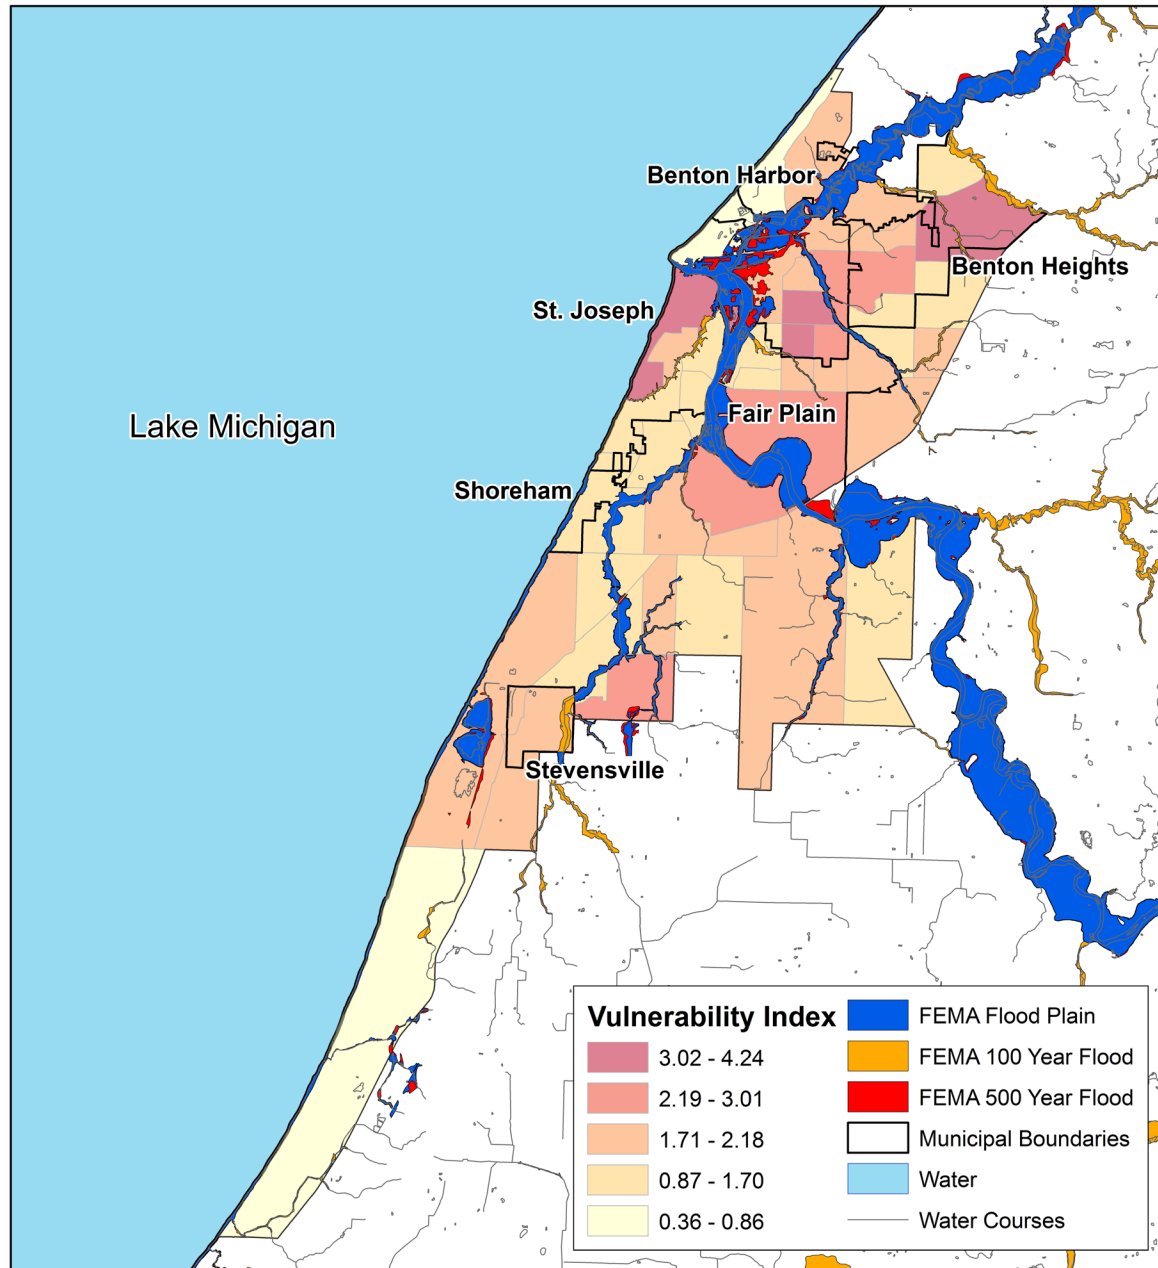 Benton Harbor
Benton Heights
St. Joseph
Lake Michigan
Fair Plain
Shoreham
Stevensville
Vulnerability Index
3.02 - 4.24
2.19 - 3.01
1.71 - 2.18
0.87 - 1.70
0.36 - 0.86
FEMA Flood Plain
FEMA 100 Year Flood
FEMA 500 Year Flood
Municipal Boundaries
Water
Water Courses